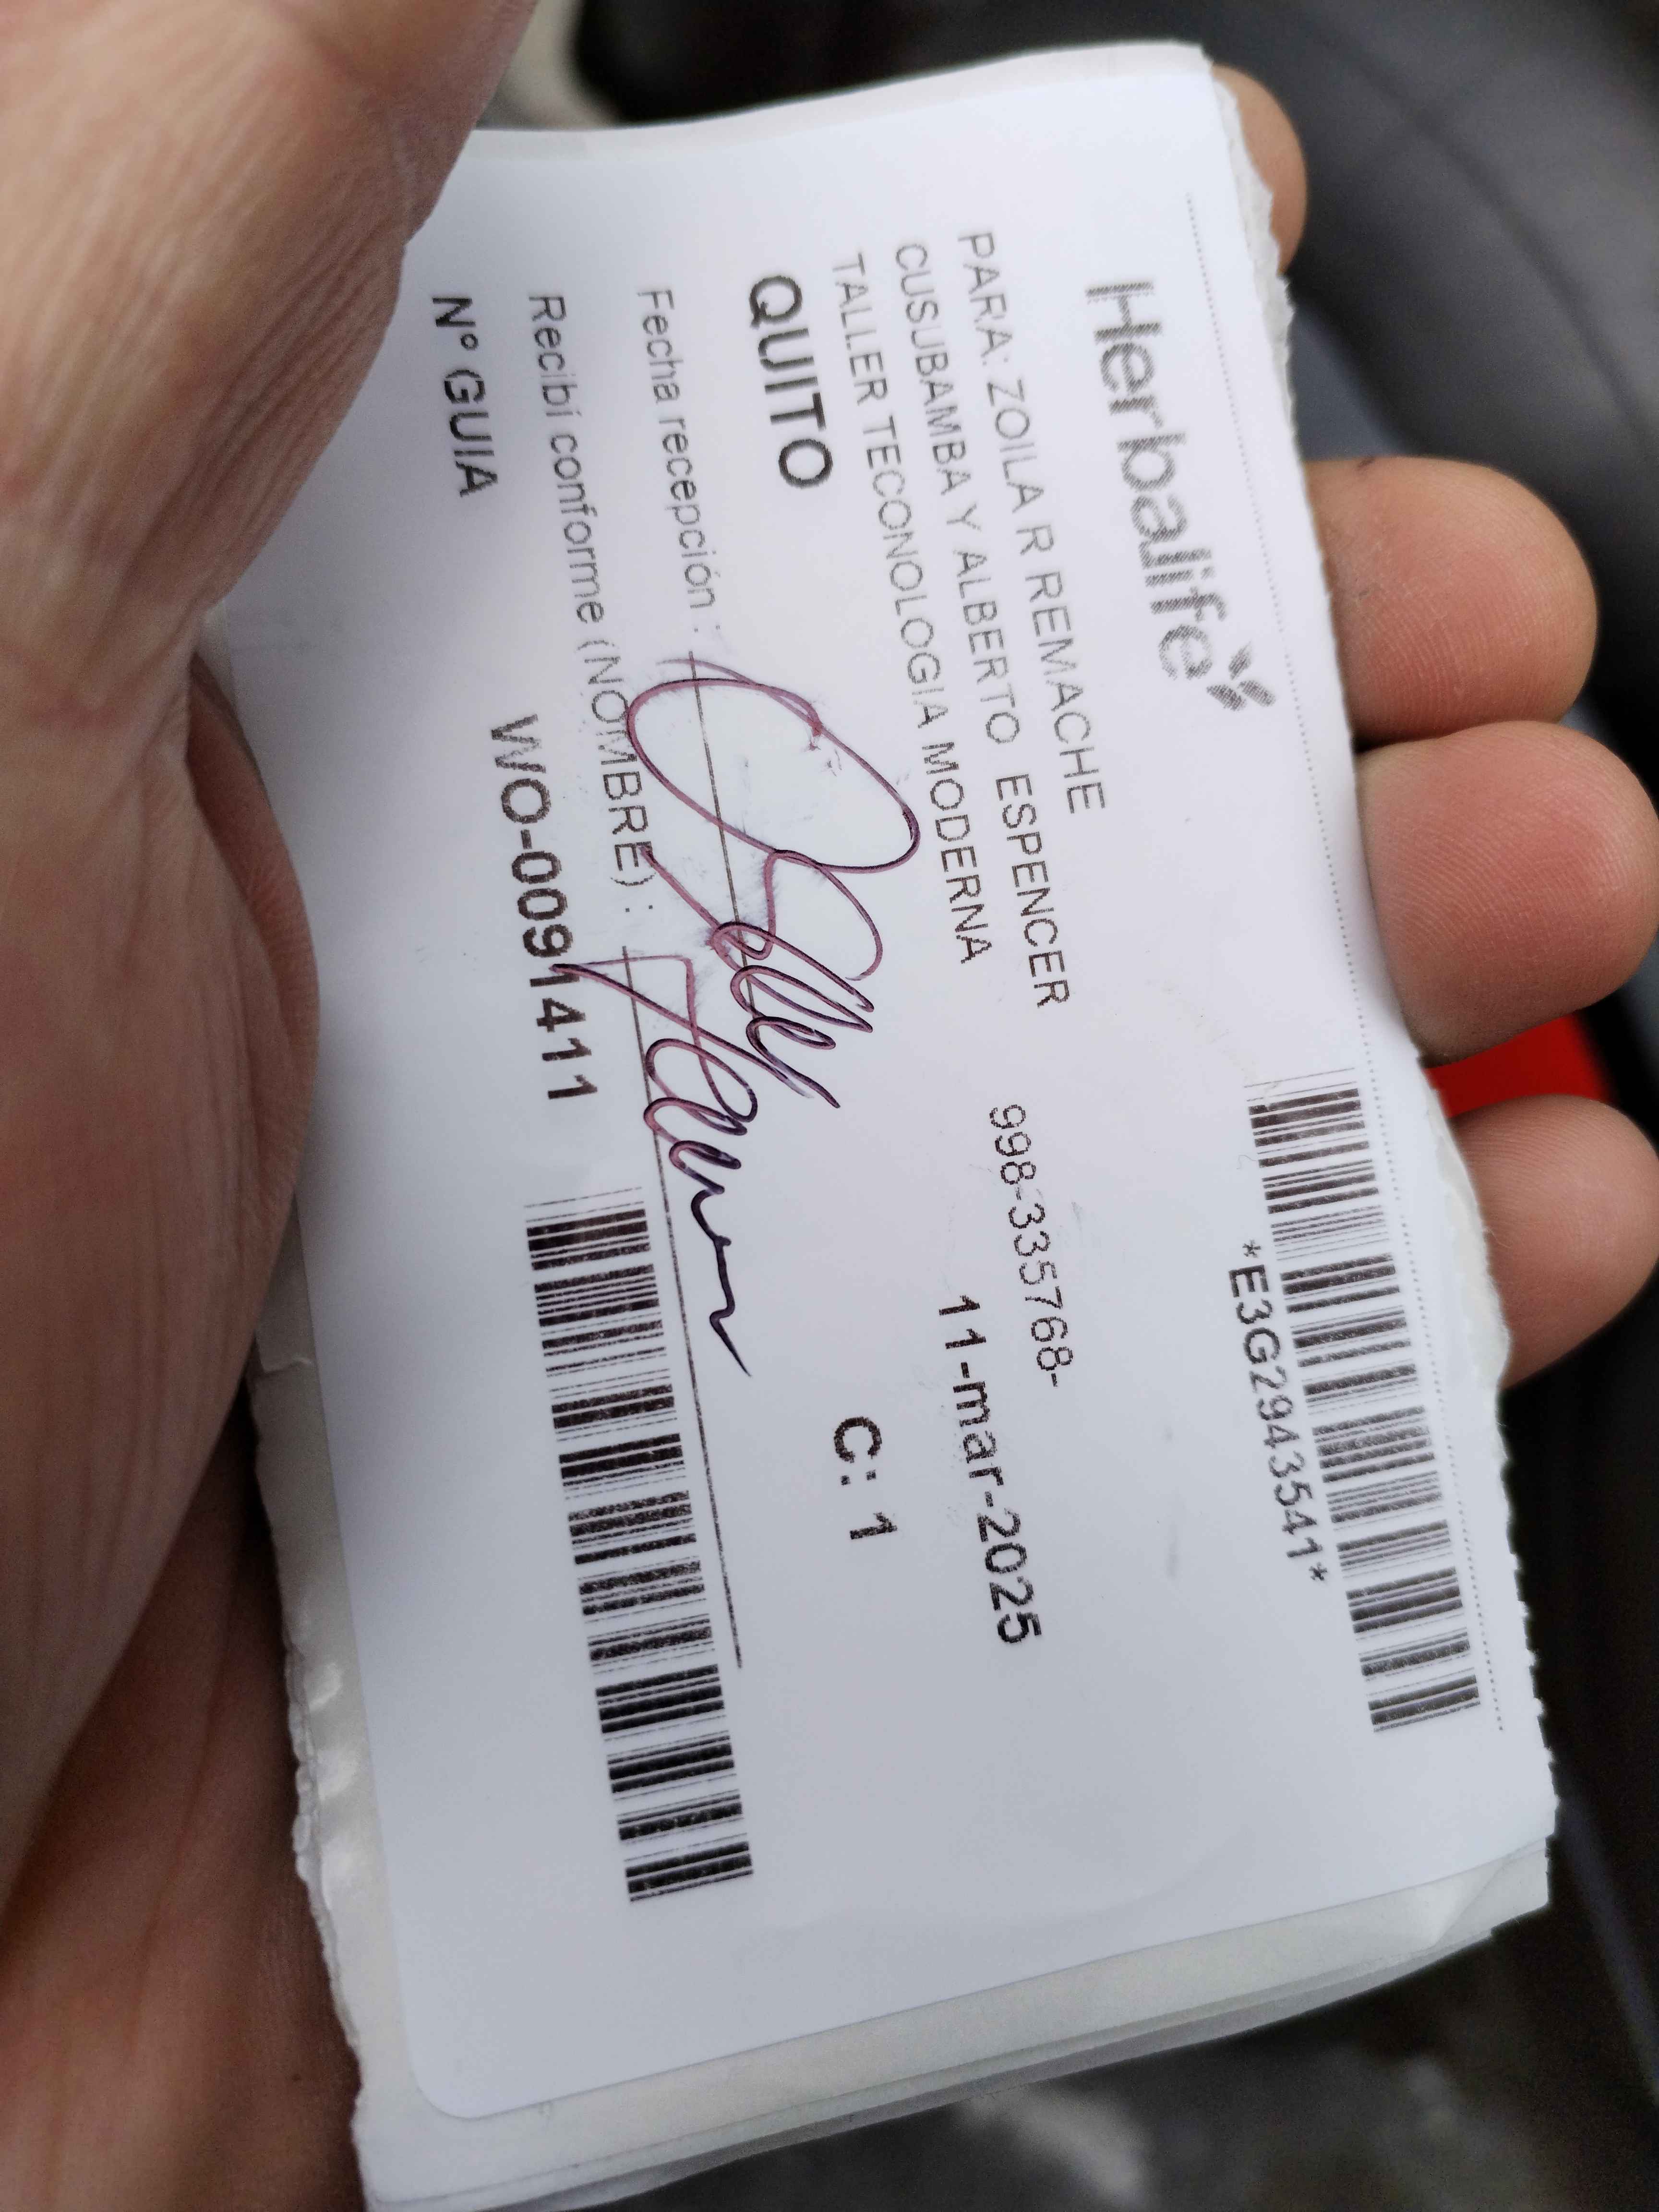 Herbalife
*E3G2943541*
PARA: ZOILA R REMACHE
CUSUBAMBA Y ALBERTO ESPENCER 998-335768-
TALLER TECONOLOGIA MODERNA 11-mar-2025
QUITO C: 1
Fecha recepción :
Recibí conforme (NOMBRE) :
N° GUIA WO-0091411